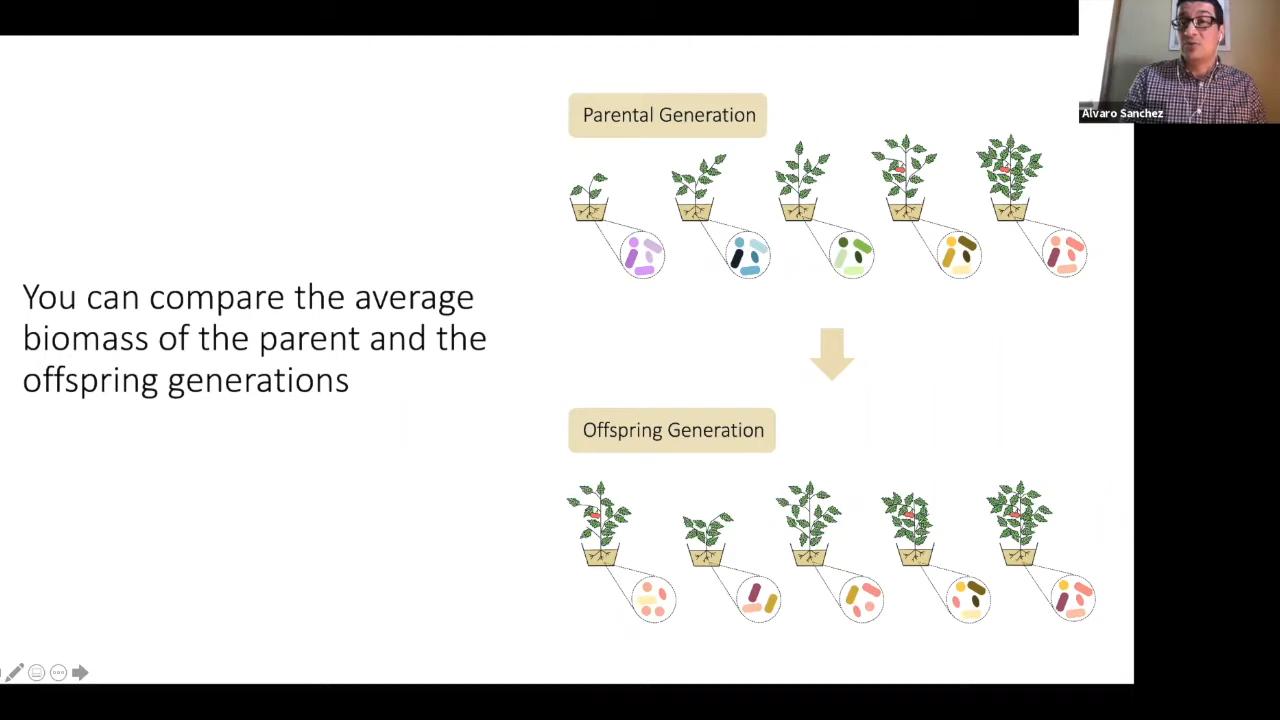 Parental Generation
Alvaro Sanchez
You can compare the average
biomass of the parent and the
offspring generations
Offspring Generation